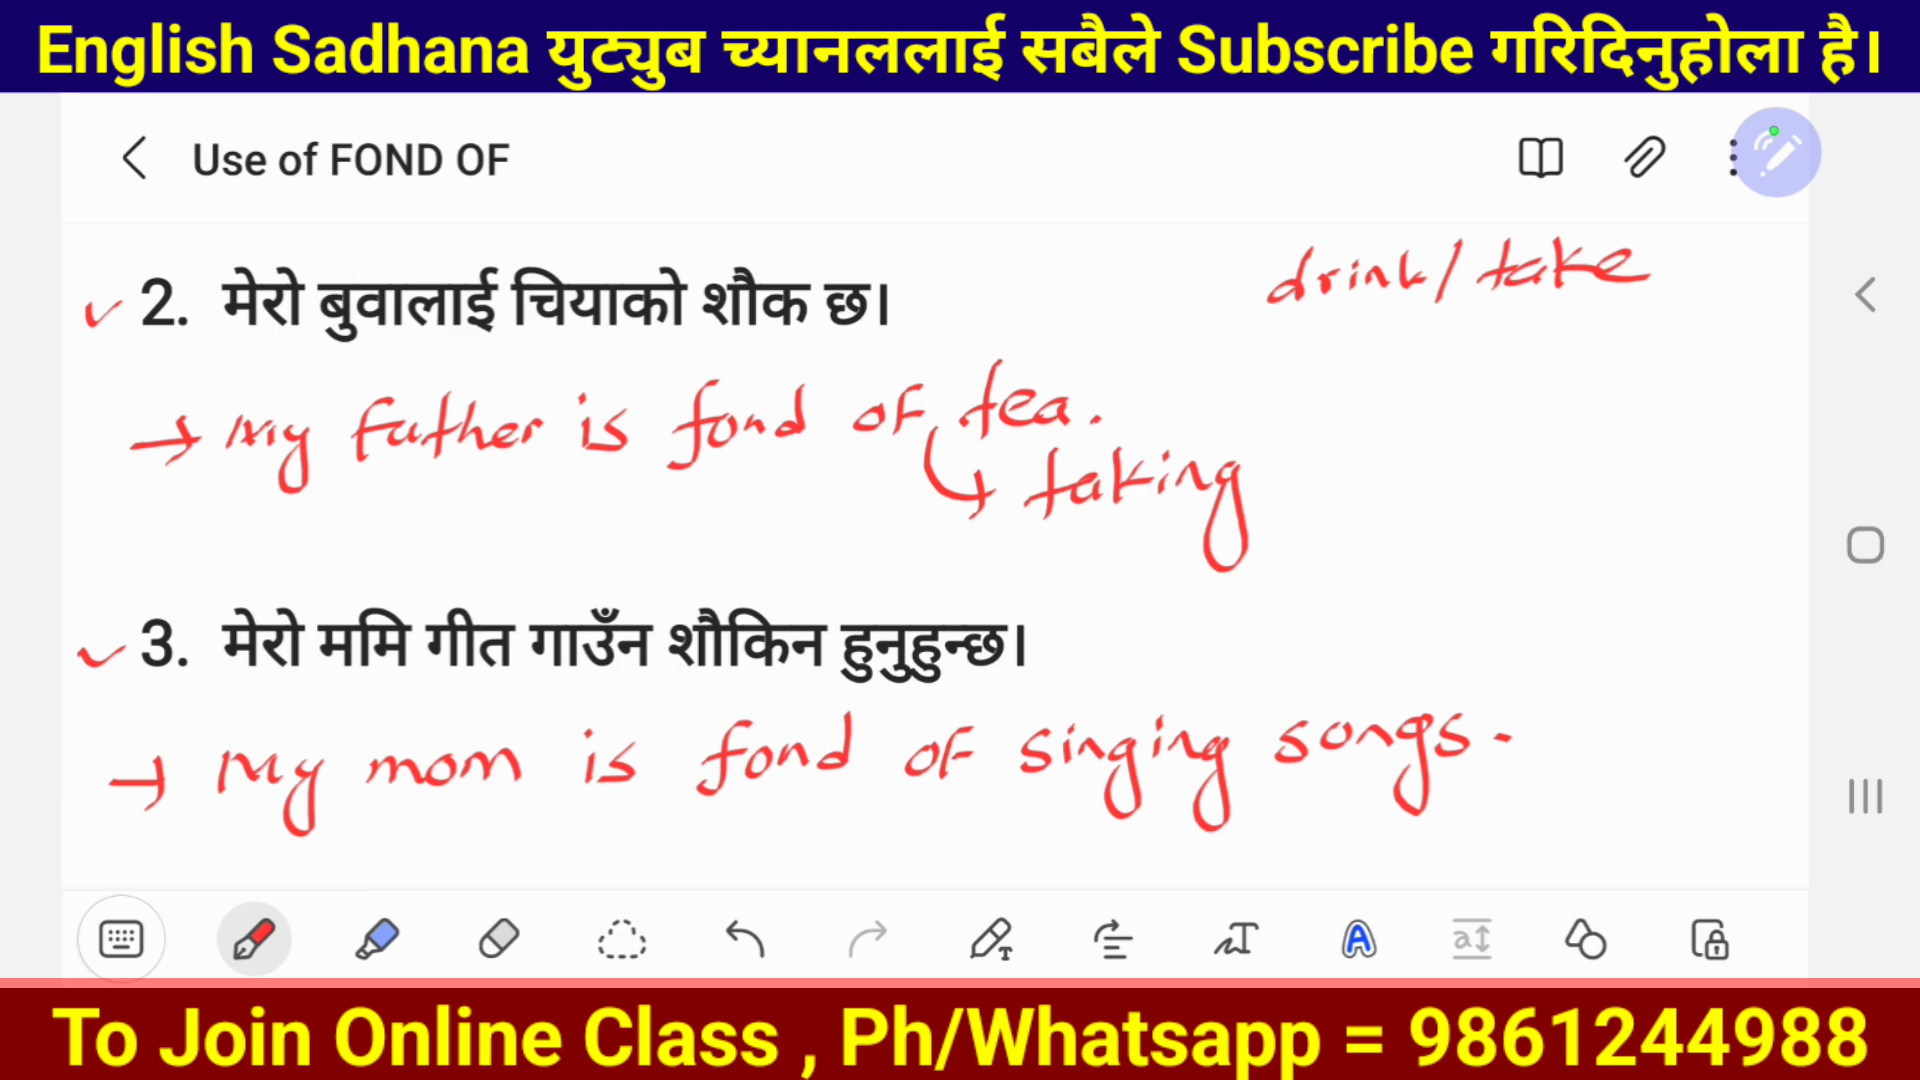 English Sadhana युट्युब च्यानललाई सबैले Subscribe गरिदिनुहोला है।
Use of FOND OF
drink/take
2. मेरो बुवालाई चियाको शौक छ।
→ My father is fond of tea.
taking
3. मेरो ममि गीत गाउँन शौकिन हुनुहुन्छ।
→ My mom is fond of singing songs.
To Join Online Class , Ph/Whatsapp = 9861244988